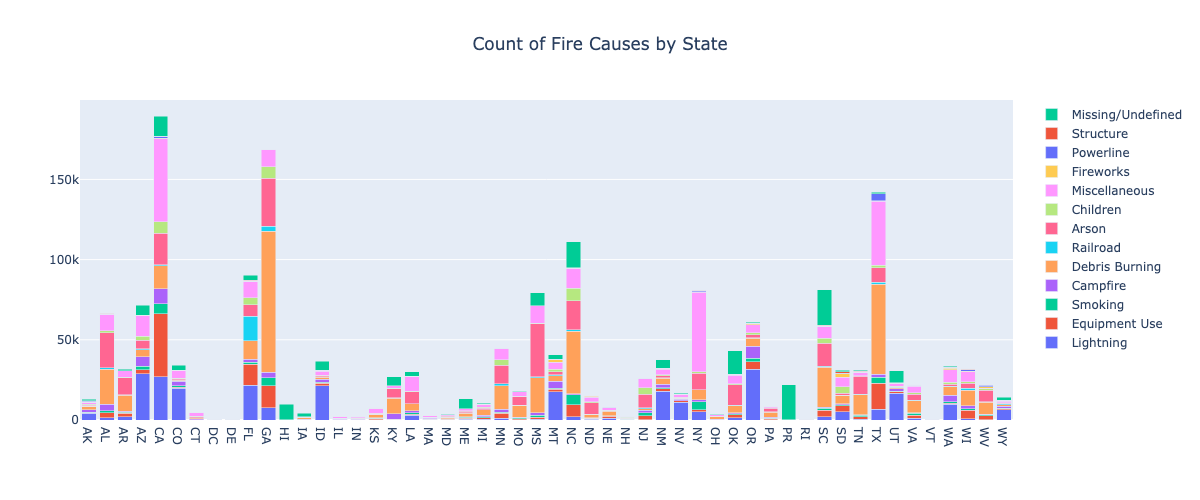 Count of Fire Causes by State
150k
100k
50k
0
AK AL AR AZ CA CO CT DC DE FL GA HI IA ID IL IN KS KY LA MA MD ME MI MN MO MS MT NC ND NE NH NJ NM NV NY OH OK OR PA PR RI SC SD TN TX UT VA VT WA WI WV WY
Missing/Undefined
Structure
Powerline
Fireworks
Miscellaneous
Children
Arson
Railroad
Debris Burning
Campfire
Smoking
Equipment Use
Lightning